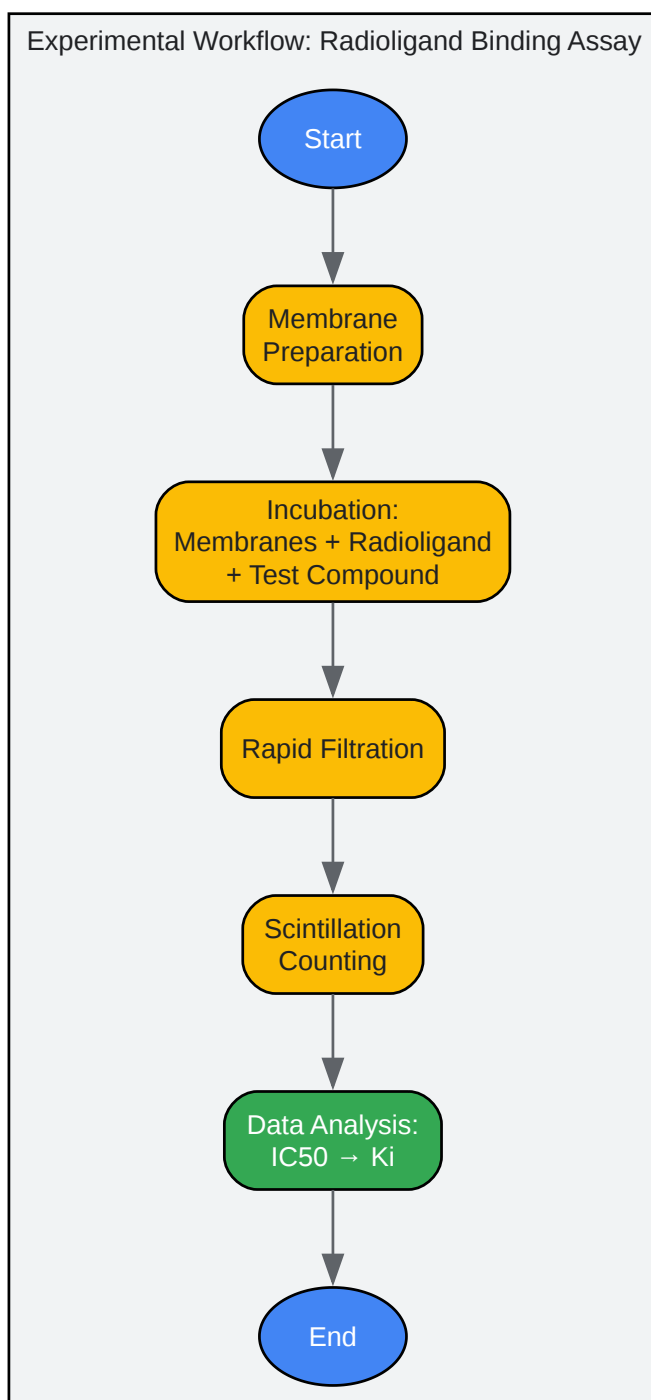 Experimental Workflow: Radioligand Binding Assay
Start
Membrane
Preparation
Incubation:
Membranes + Radioligand
+ Test Compound
Rapid Filtration
Scintillation
Counting
Data Analysis:
IC50 → Ki
End